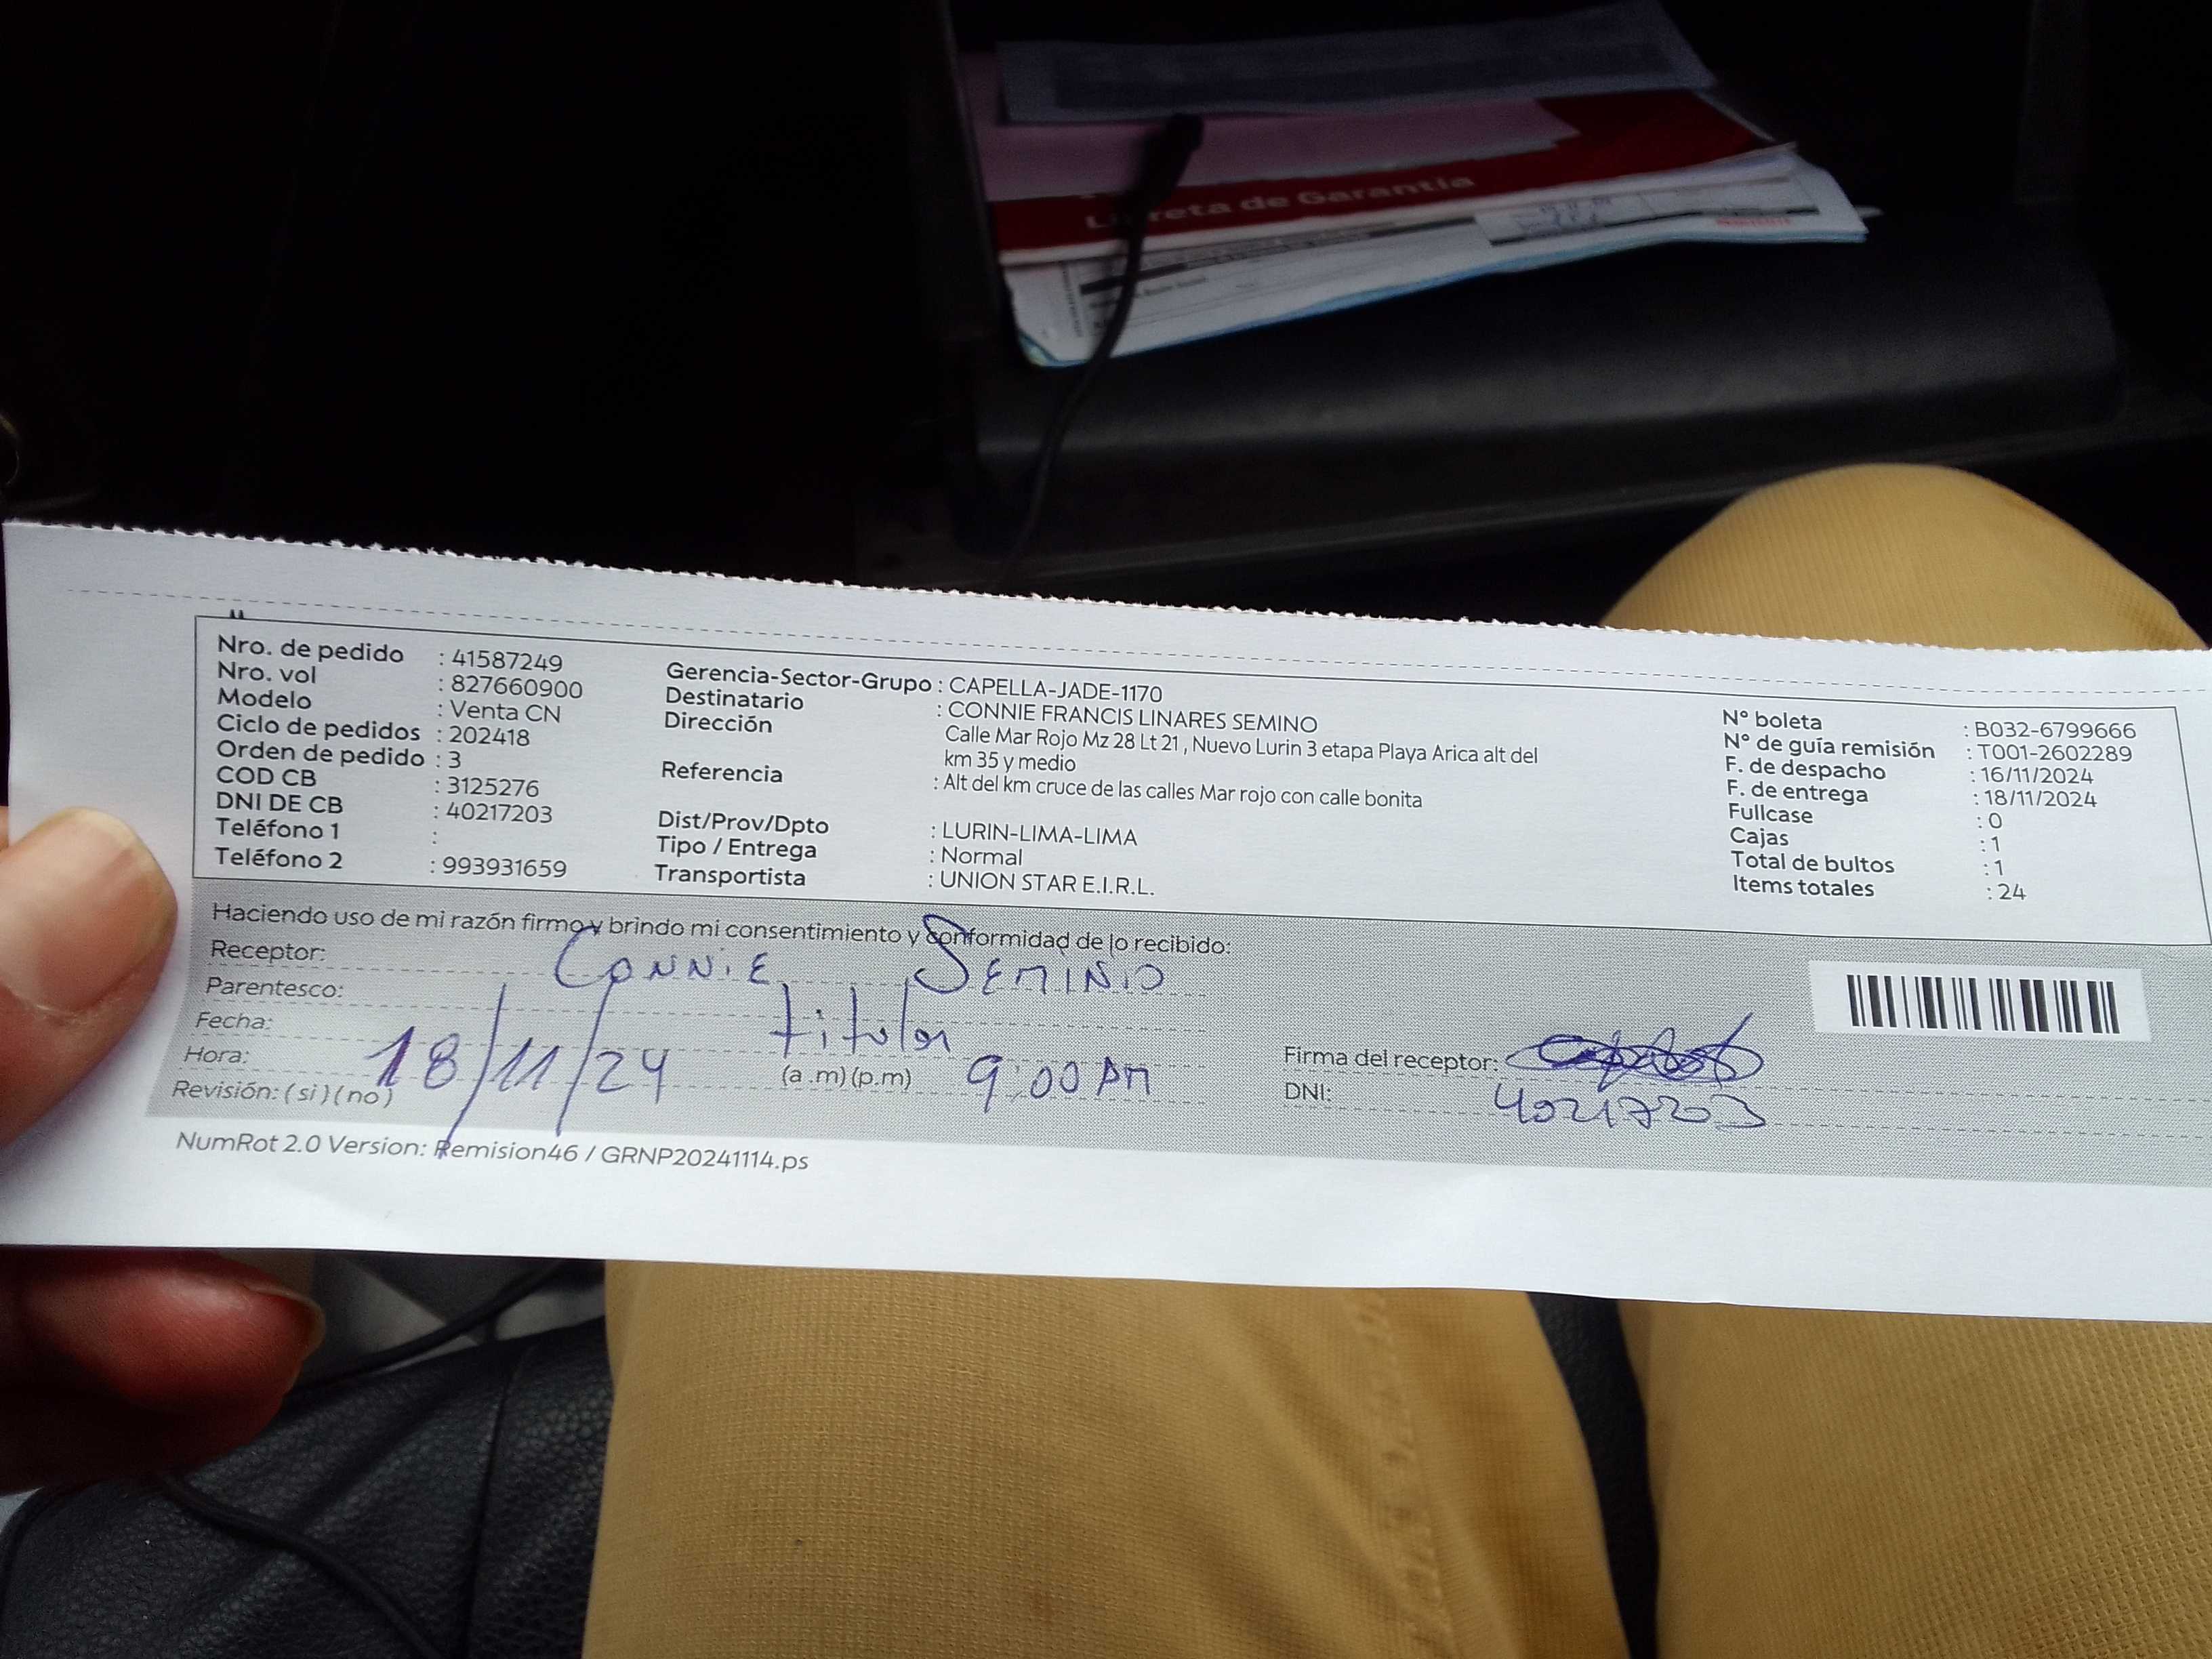 Libreta de Garantía
Nro. de pedido : 41587249
Nro. vol : 827660900
Modelo : Venta CN
Ciclo de pedidos : 202418
Orden de pedido : 3
COD CB : 3125276
DNI DE CB : 40217203
Teléfono 1 :
Teléfono 2 : 993931659
Gerencia-Sector-Grupo : CAPELLA-JADE-1170
Destinatario : CONNIE FRANCIS LINARES SEMINO
Dirección Calle Mar Rojo Mz 28 Lt 21 , Nuevo Lurin 3 etapa Playa Arica alt del
km 35 y medio
Referencia : Alt del km cruce de las calles Mar rojo con calle bonita
Dist/Prov/Dpto : LURIN-LIMA-LIMA
Tipo / Entrega : Normal
Transportista : UNION STAR E.I.R.L.
N° boleta : B032-6799666
N° de guía remisión : T001-2602289
F. de despacho : 16/11/2024
F. de entrega : 18/11/2024
Fullcase : 0
Cajas : 1
Total de bultos : 1
Items totales : 24
Haciendo uso de mi razón firmo y brindo mi consentimiento y conformidad de lo recibido:
Receptor: CONNIE SEMINIO
Parentesco: titular
Fecha: 18/11/24
Hora: (a .m) (p.m) 9:00 AM
Revisión: ( si ) ( no )
Firma del receptor:
DNI: 40217203
NumRot 2.0 Version: Remision46 / GRNP20241114.ps